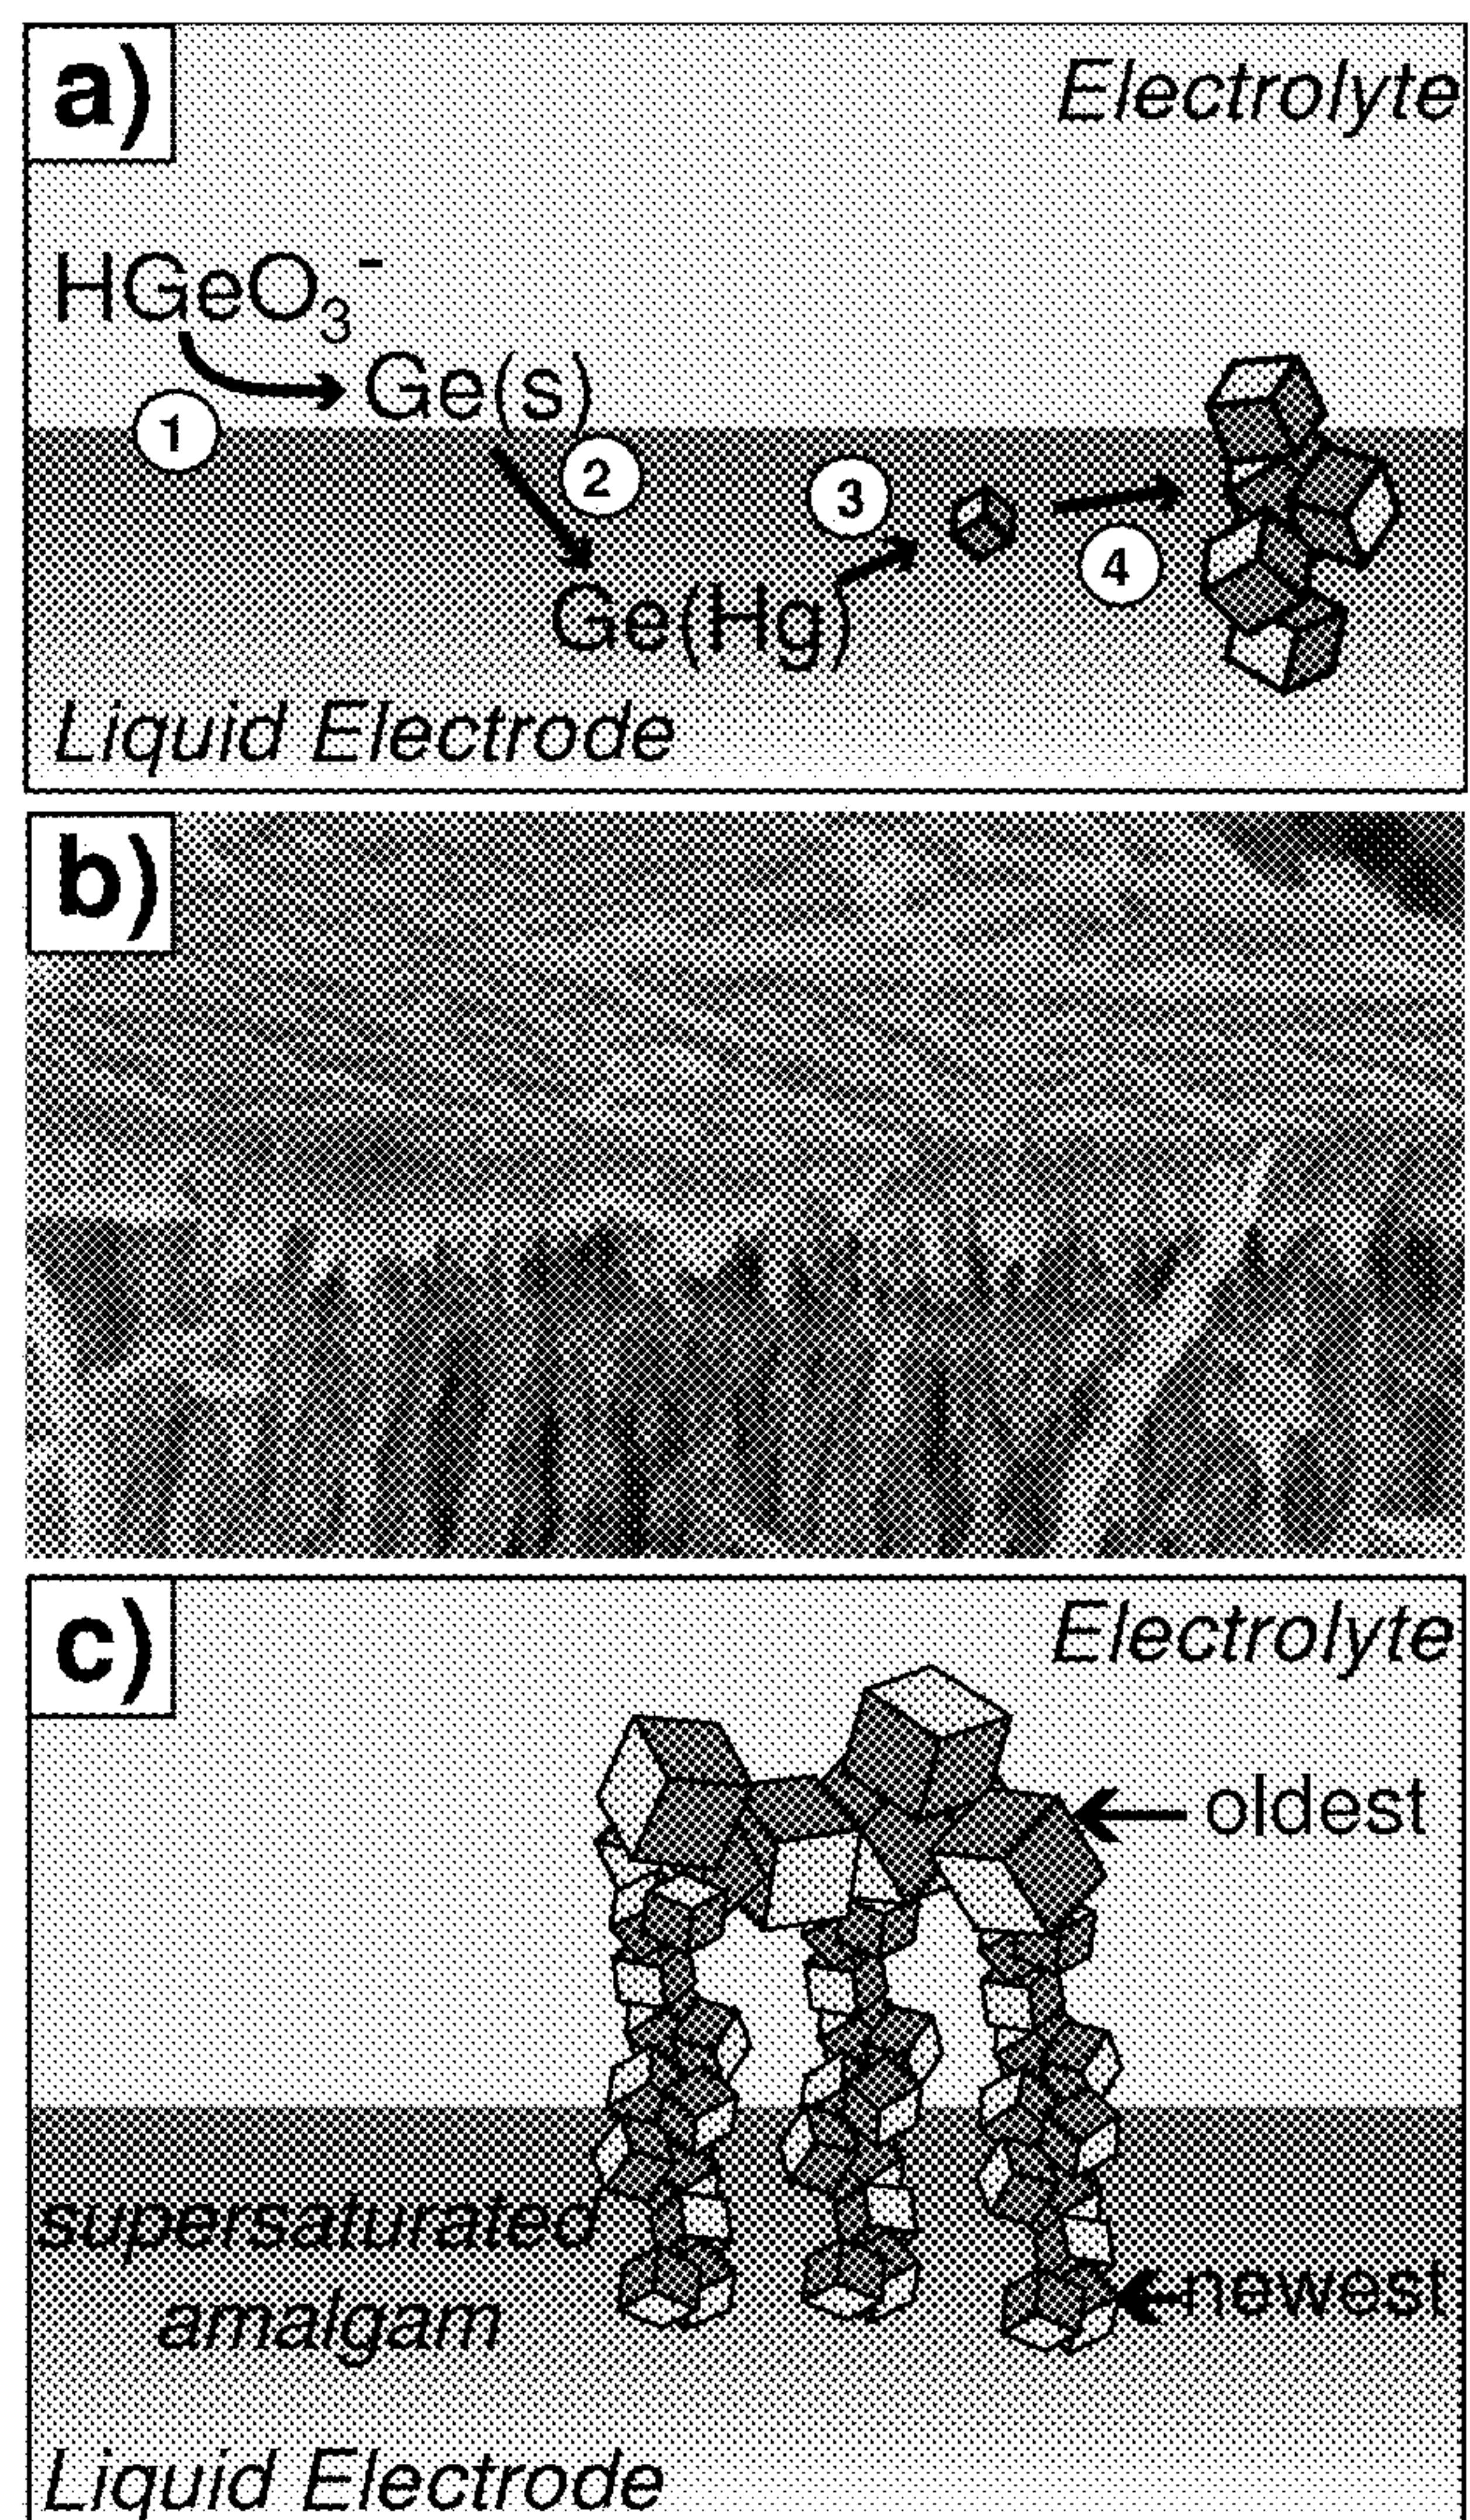 a)
Electrolyte
HGeO₃⁻
Ge(s)
1
2
3
4
Ge(Hg)
Liquid Electrode
b)
c)
Electrolyte
oldest
supersaturated
newest
amalgam
Liquid Electrode